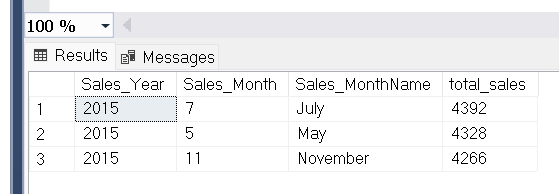 100 %
Results Messages
Sales_Year Sales_Month Sales_MonthName total_sales
1 2015 7 July 4392
2 2015 5 May 4328
3 2015 11 November 4266